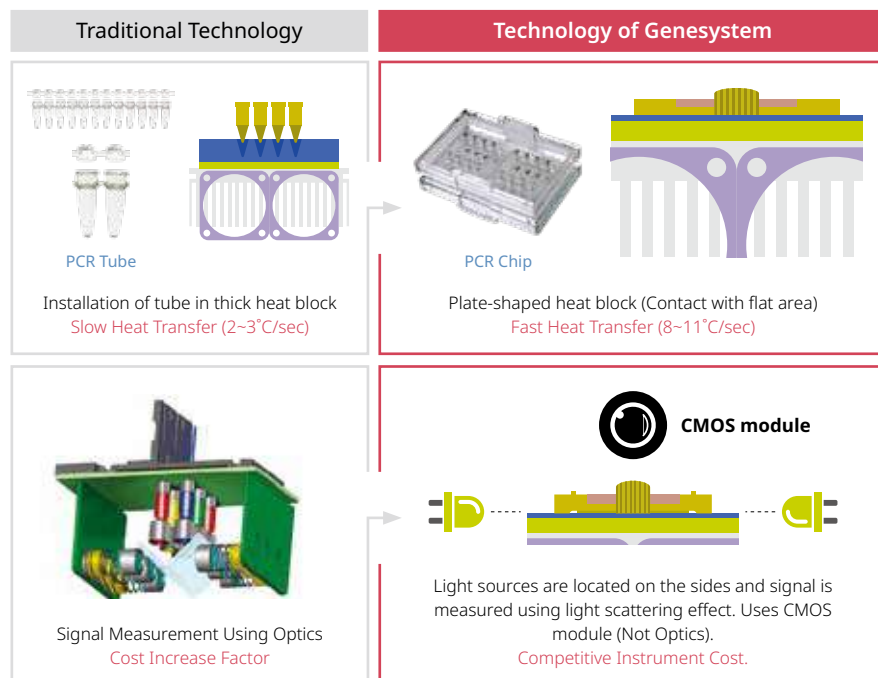 Traditional Technology
Technology of Genesystem
PCR Tube
Installation of tube in thick heat block
Slow Heat Transfer (2~3˚C/sec)
PCR Chip
Plate-shaped heat block (Contact with flat area)
Fast Heat Transfer (8~11˚C/sec)
Signal Measurement Using Optics
Cost Increase Factor
CMOS module
Light sources are located on the sides and signal is
measured using light scattering effect. Uses CMOS
module (Not Optics).
Competitive Instrument Cost.